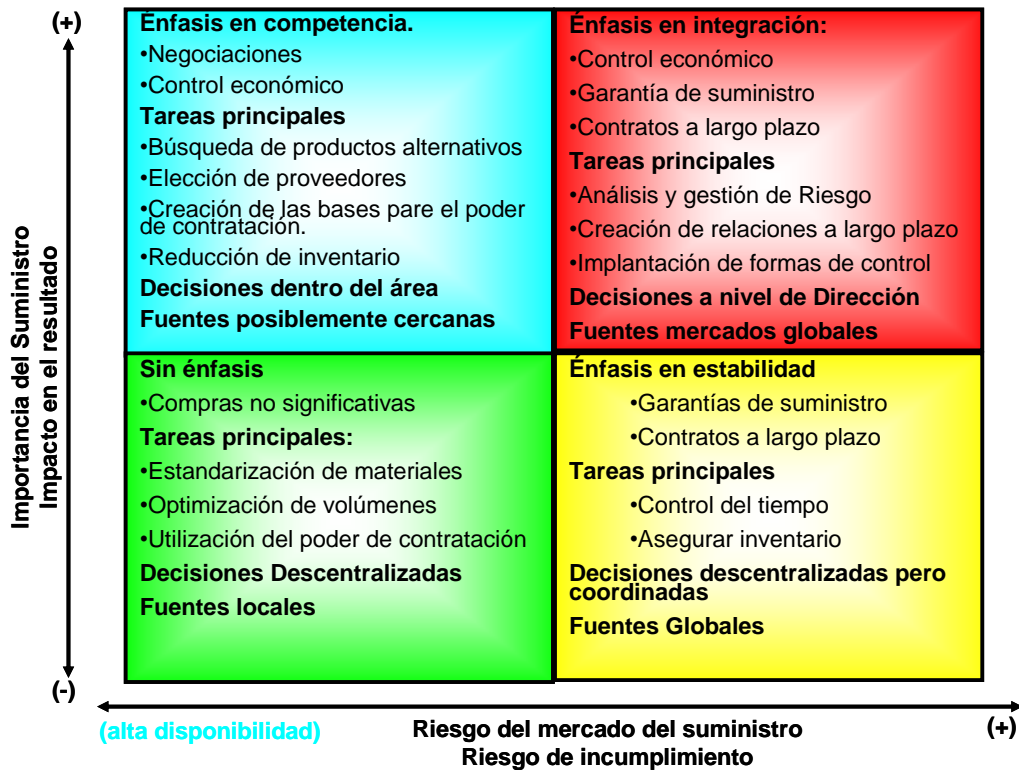 (+)
Importancia del Suministro
Impacto en el resultado
(-)
Énfasis en competencia.
•Negociaciones
•Control económico
Tareas principales
•Búsqueda de productos alternativos
•Elección de proveedores
•Creación de las bases pare el poder
de contratación.
•Reducción de inventario
Decisiones dentro del área
Fuentes posiblemente cercanas
Énfasis en integración:
•Control económico
•Garantía de suministro
•Contratos a largo plazo
Tareas principales
•Análisis y gestión de Riesgo
•Creación de relaciones a largo plazo
•Implantación de formas de control
Decisiones a nivel de Dirección
Fuentes mercados globales
Sin énfasis
•Compras no significativas
Tareas principales:
•Estandarización de materiales
•Optimización de volúmenes
•Utilización del poder de contratación
Decisiones Descentralizadas
Fuentes locales
Énfasis en estabilidad
•Garantías de suministro
•Contratos a largo plazo
Tareas principales
•Control del tiempo
•Asegurar inventario
Decisiones descentralizadas pero
coordinadas
Fuentes Globales
(alta disponibilidad)
Riesgo del mercado del suministro
Riesgo de incumplimiento
(+)